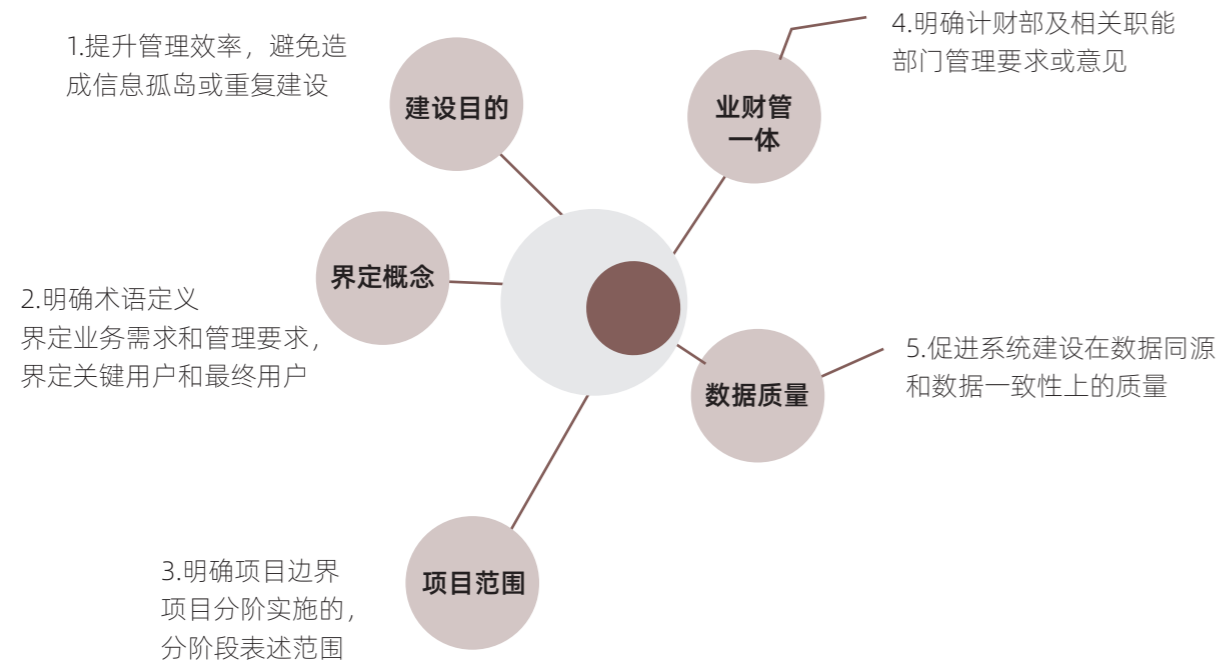 1.提升管理效率，避免造
成信息孤岛或重复建设
建设目的
业财管
一体
4.明确计财部及相关职能
部门管理要求或意见
界定概念
2.明确术语定义
界定业务需求和管理要求，
界定关键用户和最终用户
数据质量
5.促进系统建设在数据同源
和数据一致性上的质量
项目范围
3.明确项目边界
项目分阶实施的，
分阶段表述范围